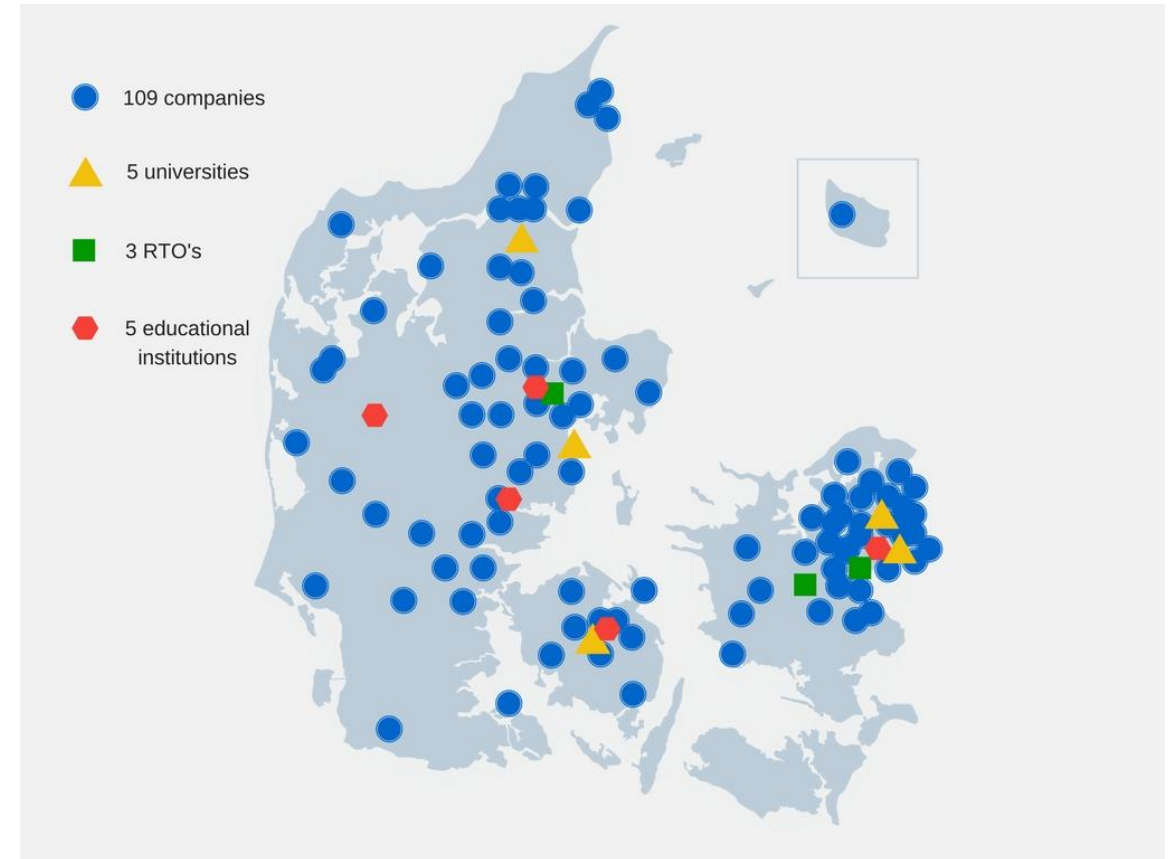 109 companies
5 universities
3 RTO's
5 educational
institutions